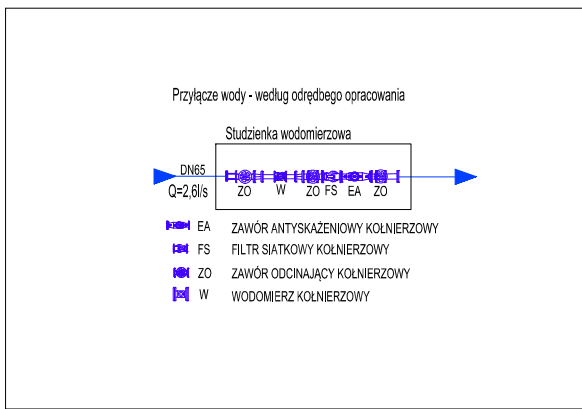 Przyłącze wody - według odrębego opracowania
Studzienka wodomierzowa
DN65
Q=2,6l/s
ZO W ZO FS EA ZO
EA ZAWÓR ANTYSKAŻENIOWY KOŁNIERZOWY
FS FILTR SIATKOWY KOŁNIERZOWY
ZO ZAWÓR ODCINAJĄCY KOŁNIERZOWY
W WODOMIERZ KOŁNIERZOWY